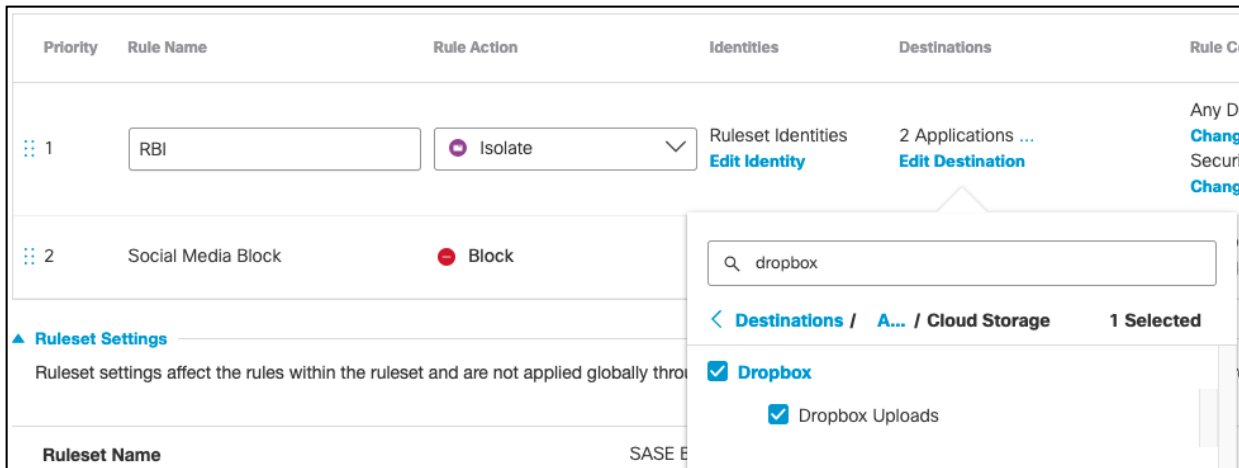 Priority Rule Name Rule Action Identities Destinations Rule C
Any D
1 RBI Isolate Ruleset Identities 2 Applications ... Chang
Edit Identity Edit Destination Securi
Chang
2 Social Media Block Block
dropbox
Destinations / A... / Cloud Storage 1 Selected
Ruleset Settings
Ruleset settings affect the rules within the ruleset and are not applied globally throu
Dropbox
Dropbox Uploads
Ruleset Name SASE E